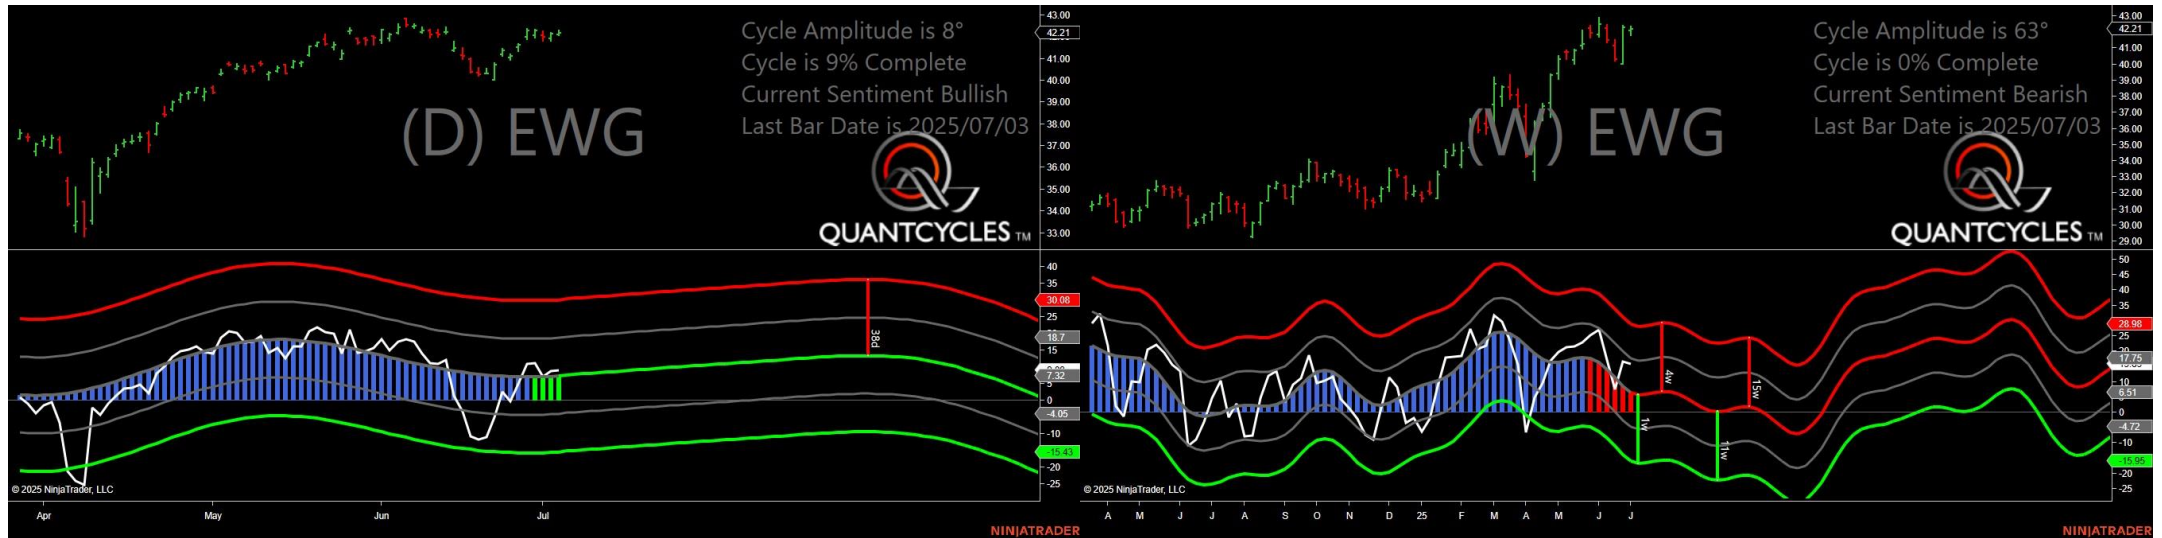 Cycle Amplitude is 8°
Cycle is 9% Complete
Current Sentiment Bullish
Last Bar Date is 2025/07/03
(D) EWG
QUANTCYCLES TM
43.00
42.21
41.00
40.00
39.00
38.00
37.00
36.00
35.00
34.00
33.00
40
35
30.08
25
18.7
15
7.32
5
0
-4.05
-10
-15.43
-20
-25
38d
© 2025 NinjaTrader, LLC
Apr May Jun Jul
NINJATRADER
Cycle Amplitude is 63°
Cycle is 0% Complete
Current Sentiment Bearish
Last Bar Date is 2025/07/03
(W) EWG
QUANTCYCLES TM
43.00
42.21
41.00
40.00
39.00
38.00
37.00
36.00
35.00
34.00
33.00
32.00
31.00
30.00
29.00
50
45
40
35
28.98
25
17.75
10
6.51
0
-4.72
-10
-15.95
-20
-25
4w
15w
1w
11w
© 2025 NinjaTrader, LLC
A M J J A S O N D 25 F M A M J J
NINJATRADER